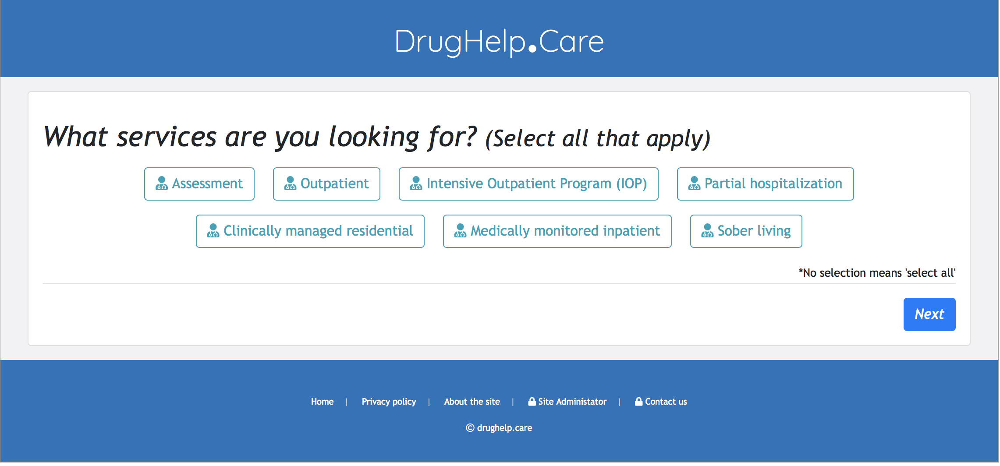 DrugHelp.Care
What services are you looking for? (Select all that apply)
Assessment
Outpatient
Intensive Outpatient Program (IOP)
Partial hospitalization
Clinically managed residential
Medically monitored inpatient
Sober living
*No selection means 'select all'
Next
Home | Privacy policy | About the site | Site Administator | Contact us
© drughelp.care